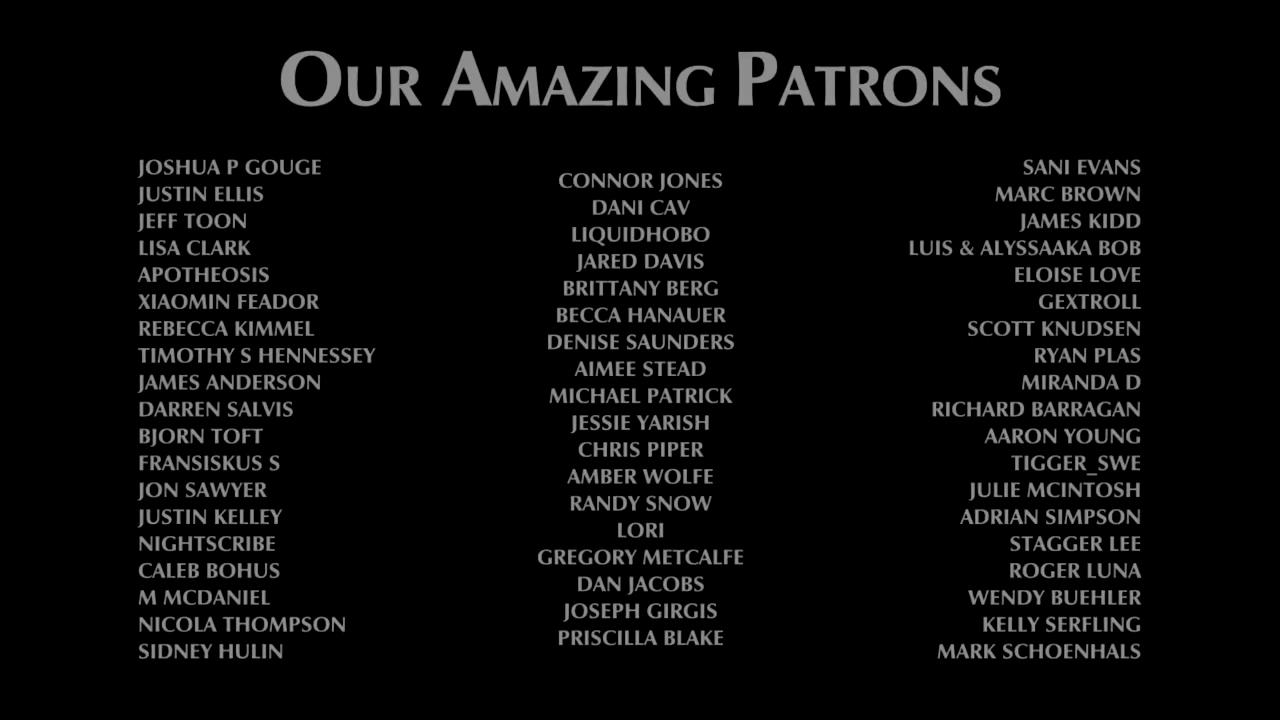 OUR AMAZING PATRONS
JOSHUA P GOUGE
JUSTIN ELLIS
JEFF TOON
LISA CLARK
APOTHEOSIS
XIAOMIN FEADOR
REBECCA KIMMEL
TIMOTHY S HENNESSEY
JAMES ANDERSON
DARREN SALVIS
BJORN TOFT
FRANSISKUS S
JON SAWYER
JUSTIN KELLEY
NIGHTSCRIBE
CALEB BOHUS
M MCDANIEL
NICOLA THOMPSON
SIDNEY HULIN
CONNOR JONES
DANI CAV
LIQUIDHOBO
JARED DAVIS
BRITTANY BERG
BECCA HANAUER
DENISE SAUNDERS
AIMEE STEAD
MICHAEL PATRICK
JESSIE YARISH
CHRIS PIPER
AMBER WOLFE
RANDY SNOW
LORI
GREGORY METCALFE
DAN JACOBS
JOSEPH GIRGIS
PRISCILLA BLAKE
SANI EVANS
MARC BROWN
JAMES KIDD
LUIS & ALYSSAAKA BOB
ELOISE LOVE
GEXTROLL
SCOTT KNUDSEN
RYAN PLAS
MIRANDA D
RICHARD BARRAGAN
AARON YOUNG
TIGGER_SWE
JULIE MCINTOSH
ADRIAN SIMPSON
STAGGER LEE
ROGER LUNA
WENDY BUEHLER
KELLY SERFLING
MARK SCHOENHALS